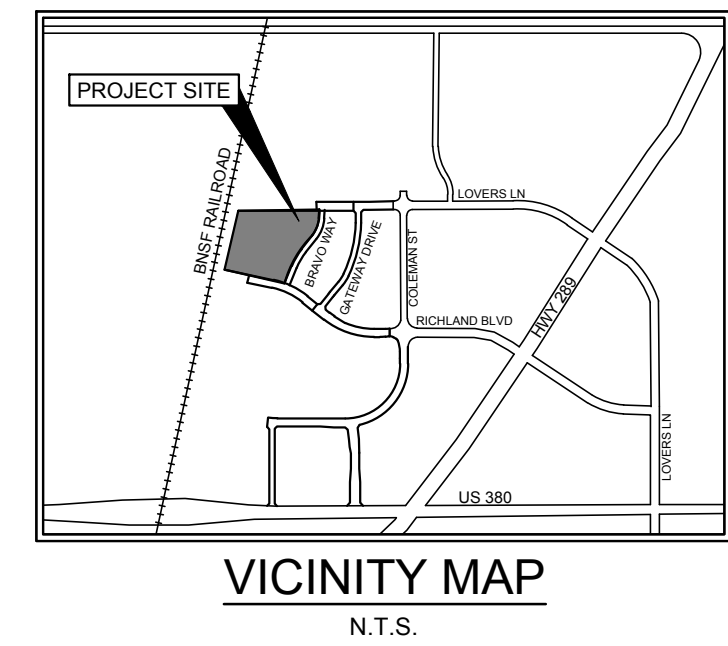 PROJECT SITE
BNSF RAILROAD
LOVERS LN
BRAVO WAY
GATEWAY DRIVE
COLEMAN ST
HWY 289
RICHLAND BLVD
LOVERS LN
US 380
VICINITY MAP
N.T.S.